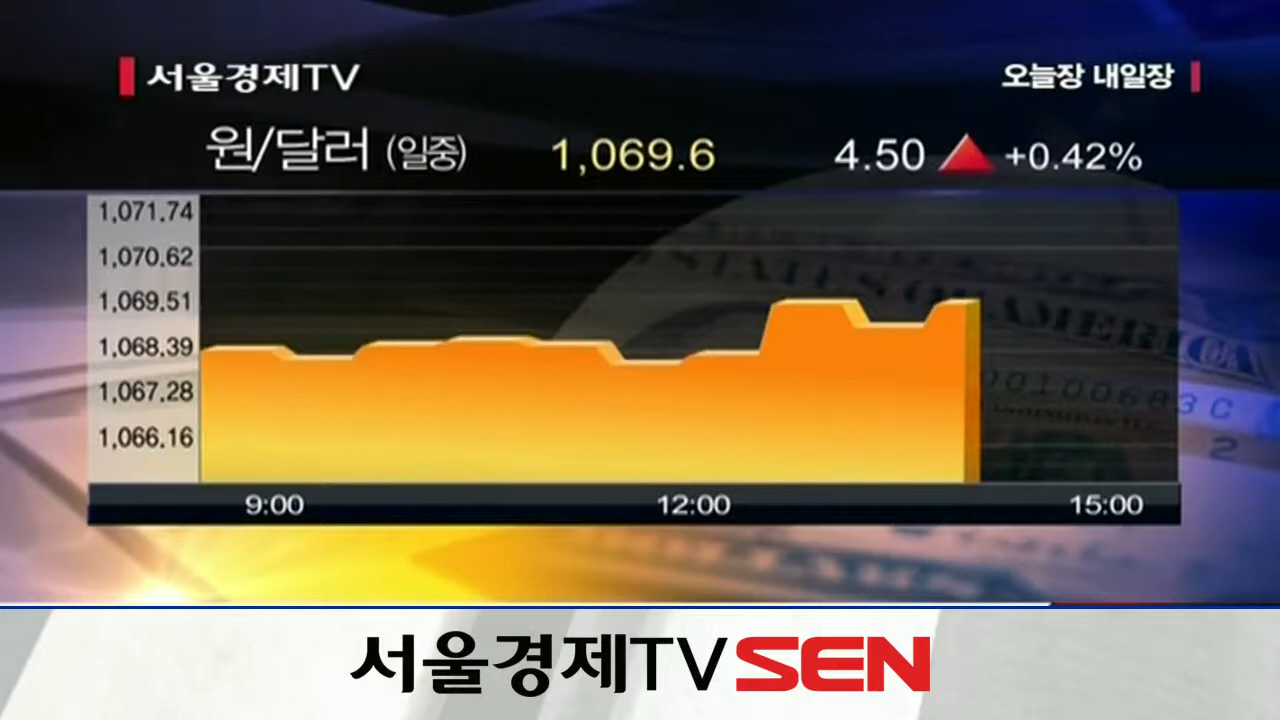 서울경제TV
오늘장 내일장
원/달러 (일중) 1,069.6 4.50 ▲ +0.42%
1,071.74
1,070.62
1,069.51
1,068.39
1,067.28
1,066.16
9:00 12:00 15:00
서울경제TV SEN